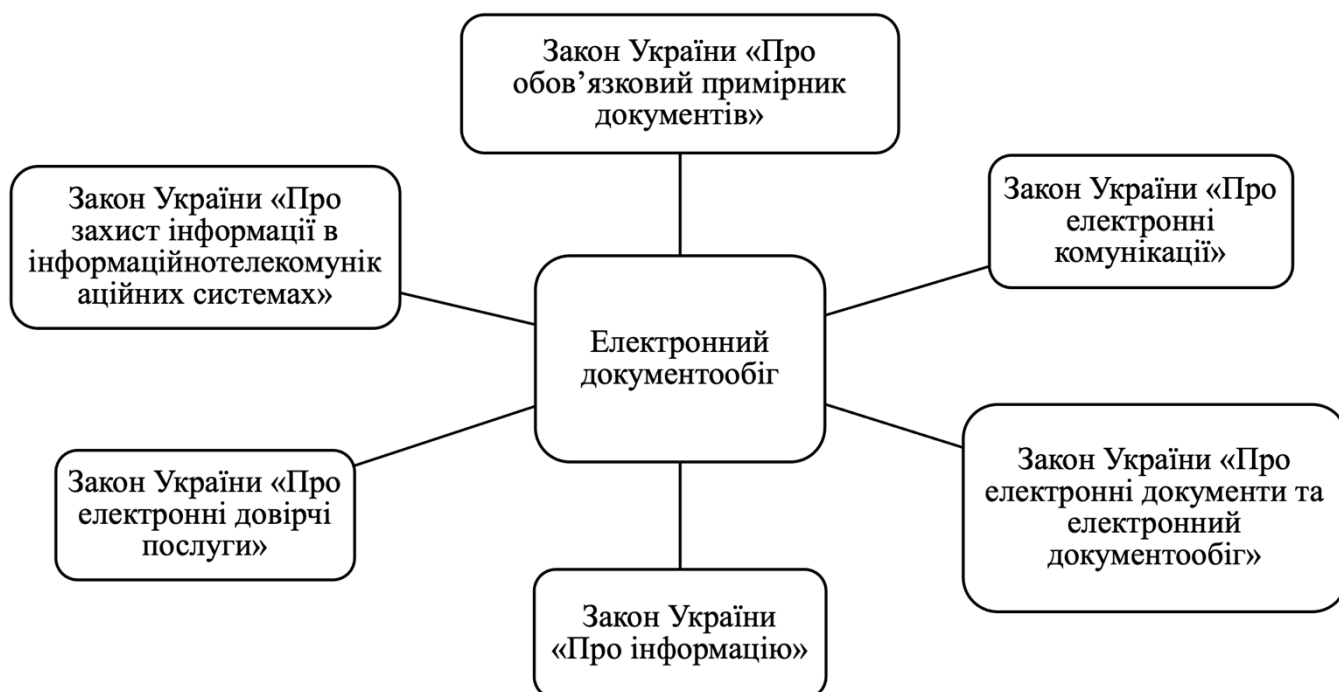 Закон України «Про
обов’язковий примірник
документів»
Закон України «Про
захист інформації в
інформаційнотелекомунік
аційних системах»
Закон України «Про
електронні
комунікації»
Електронний
документообіг
Закон України «Про
електронні довірчі
послуги»
Закон України «Про
електронні документи та
електронний
документообіг»
Закон України
«Про інформацію»